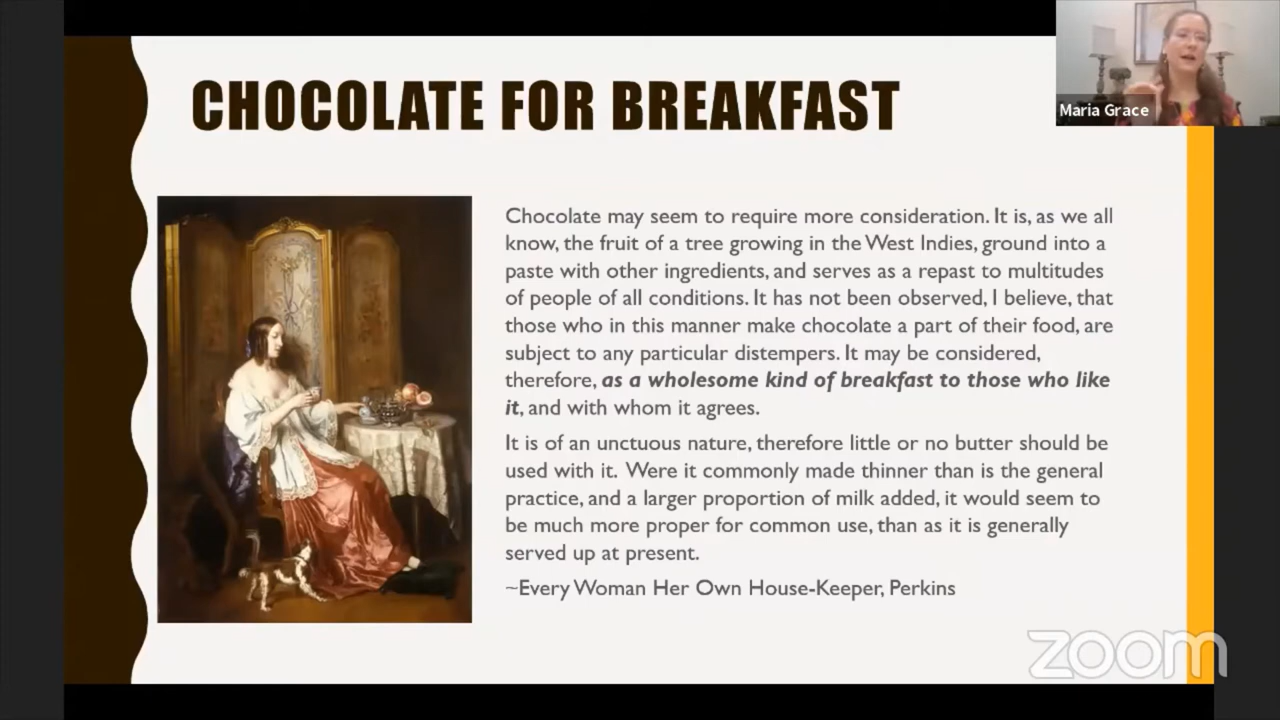 CHOCOLATE FOR BREAKFAST
Maria Grace
Chocolate may seem to require more consideration. It is, as we all
know, the fruit of a tree growing in the West Indies, ground into a
paste with other ingredients, and serves as a repast to multitudes
of people of all conditions. It has not been observed, I believe, that
those who in this manner make chocolate a part of their food, are
subject to any particular distempers. It may be considered,
therefore, as a wholesome kind of breakfast to those who like
it, and with whom it agrees.
It is of an unctuous nature, therefore little or no butter should be
used with it. Were it commonly made thinner than is the general
practice, and a larger proportion of milk added, it would seem to
be much more proper for common use, than as it is generally
served up at present.
~Every Woman Her Own House-Keeper, Perkins
zoom